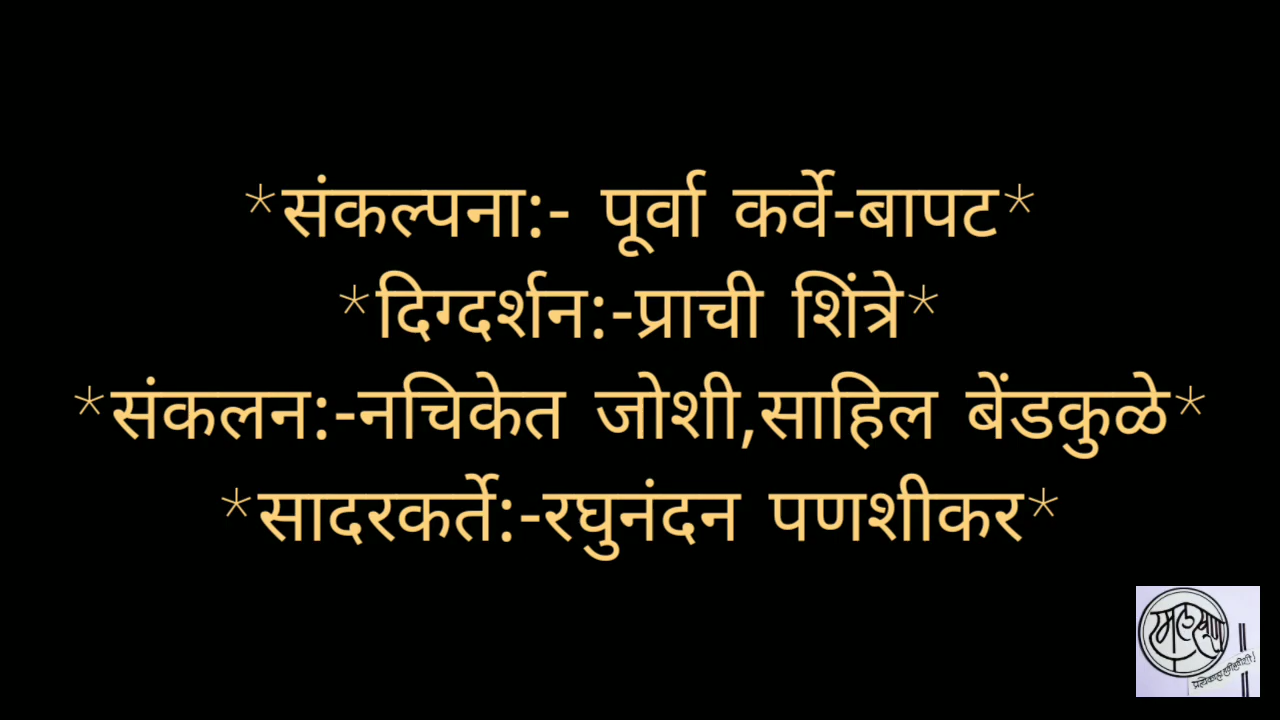 *संकल्पना:- पूर्वा कर्वे-बापट*
*दिग्दर्शन:-प्राची शिंत्रे*
*संकलन:-नचिकेत जोशी,साहिल बेंडकुळे*
*सादरकर्ते:-रघुनंदन पणशीकर*